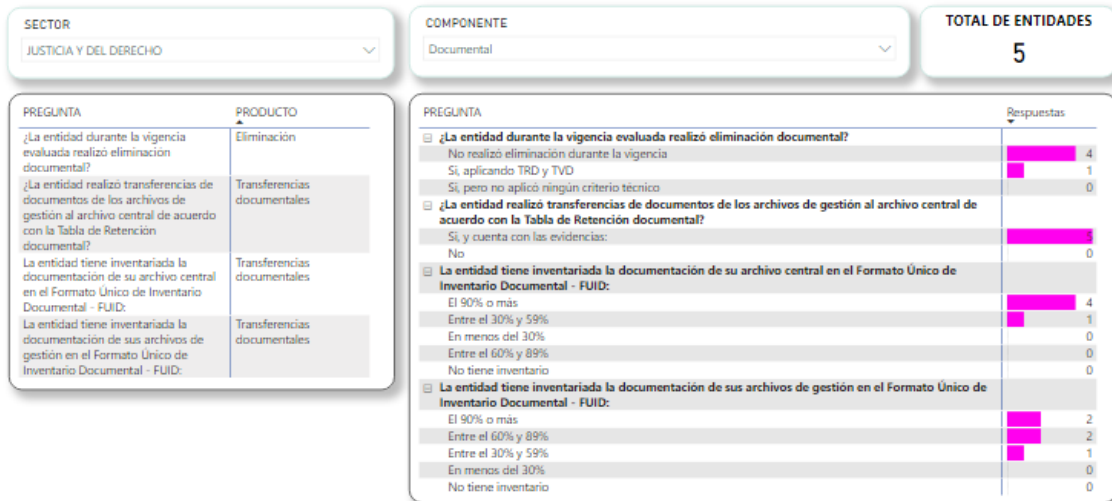 SECTOR
JUSTICIA Y DEL DERECHO
COMPONENTE
Documental
TOTAL DE ENTIDADES
5
PREGUNTA PRODUCTO
¿La entidad durante la vigencia Eliminación
evaluada realizó eliminación
documental?
¿La entidad realizó transferencias de Transferencias
documentos de los archivos de documentales
gestión al archivo central de acuerdo
con la Tabla de Retención
documental?
La entidad tiene inventariada la Transferencias
documentación de su archivo central documentales
en el Formato Único de Inventario
Documental - FUID:
La entidad tiene inventariada la Transferencias
documentación de sus archivos de documentales
gestión en el Formato Único de
Inventario Documental - FUID:
PREGUNTA Respuestas
¿La entidad durante la vigencia evaluada realizó eliminación documental?
No realizó eliminación durante la vigencia 4
Si, aplicando TRD y TVD 1
Si, pero no aplicó ningún criterio técnico 0
¿La entidad realizó transferencias de documentos de los archivos de gestión al archivo central de
acuerdo con la Tabla de Retención documental?
Si, y cuenta con las evidencias: 5
No 0
La entidad tiene inventariada la documentación de su archivo central en el Formato Único de
Inventario Documental - FUID:
El 90% o más 4
Entre el 30% y 59% 1
En menos del 30% 0
Entre el 60% y 89% 0
No tiene inventario 0
La entidad tiene inventariada la documentación de sus archivos de gestión en el Formato Único de
Inventario Documental - FUID:
El 90% o más 2
Entre el 60% y 89% 2
Entre el 30% y 59% 1
En menos del 30% 0
No tiene inventario 0